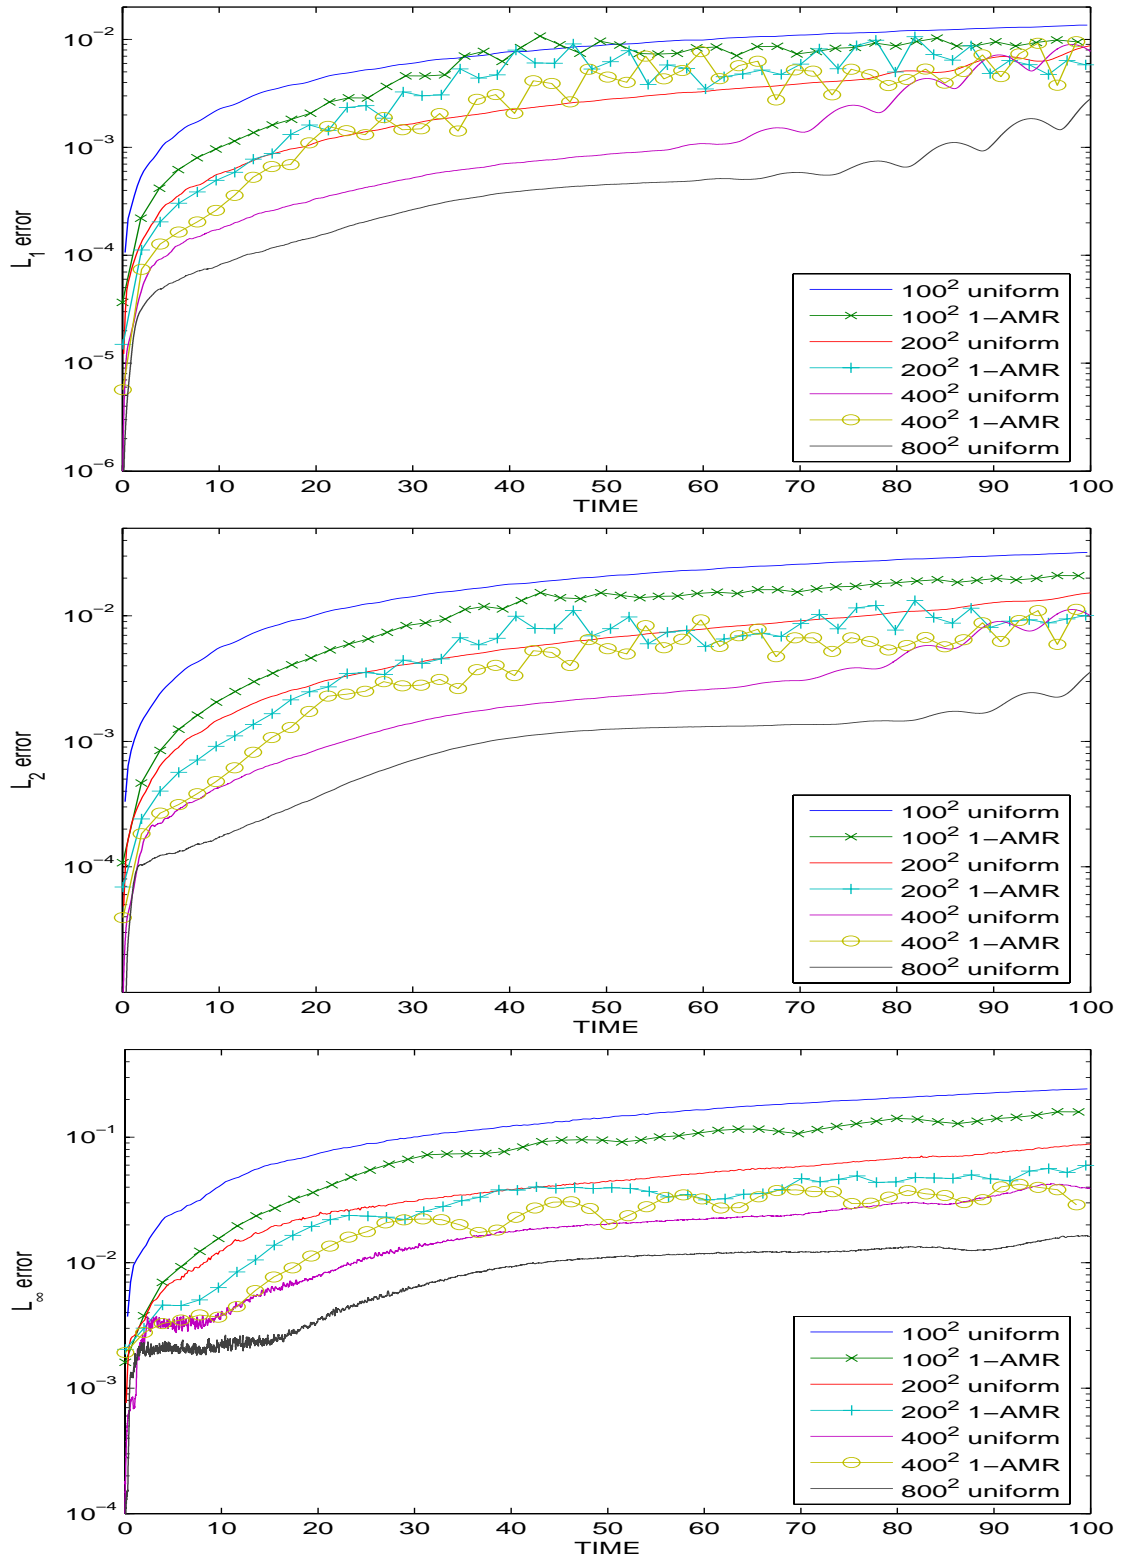 10⁻²
10⁻³
10⁻⁴
10⁻⁵
10⁻⁶
L₁ error
0 10 20 30 40 50 60 70 80 90 100
TIME
100² uniform
100² 1−AMR
200² uniform
200² 1−AMR
400² uniform
400² 1−AMR
800² uniform
10⁻²
10⁻³
10⁻⁴
L₂ error
0 10 20 30 40 50 60 70 80 90 100
TIME
100² uniform
100² 1−AMR
200² uniform
200² 1−AMR
400² uniform
400² 1−AMR
800² uniform
10⁻¹
10⁻²
10⁻³
10⁻⁴
L∞ error
0 10 20 30 40 50 60 70 80 90 100
TIME
100² uniform
100² 1−AMR
200² uniform
200² 1−AMR
400² uniform
400² 1−AMR
800² uniform